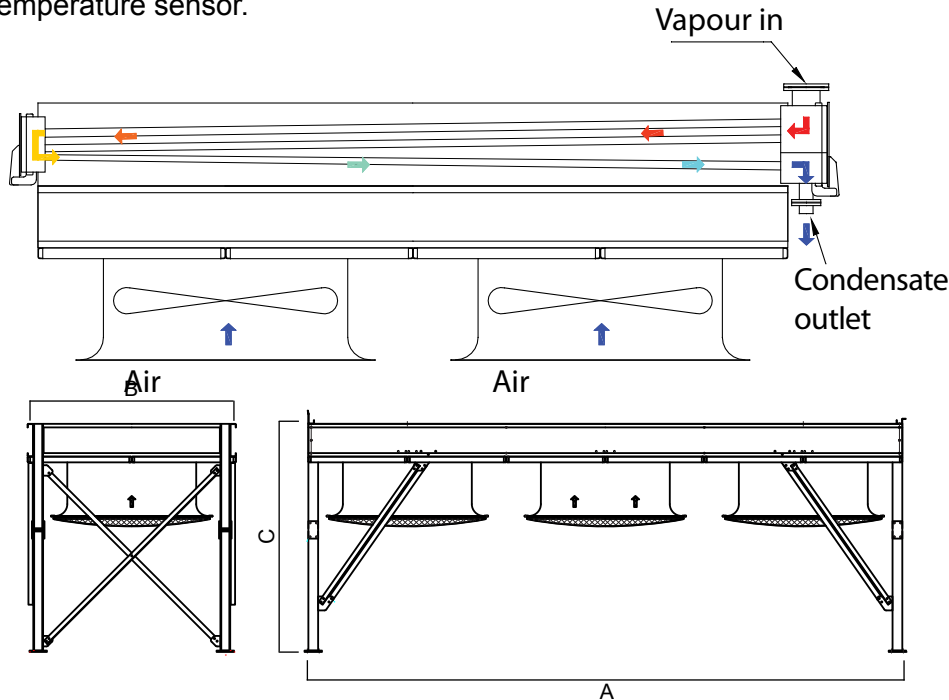 emperature sensor.
Vapour in
Condensate
outlet
Air
Air
B
C
A